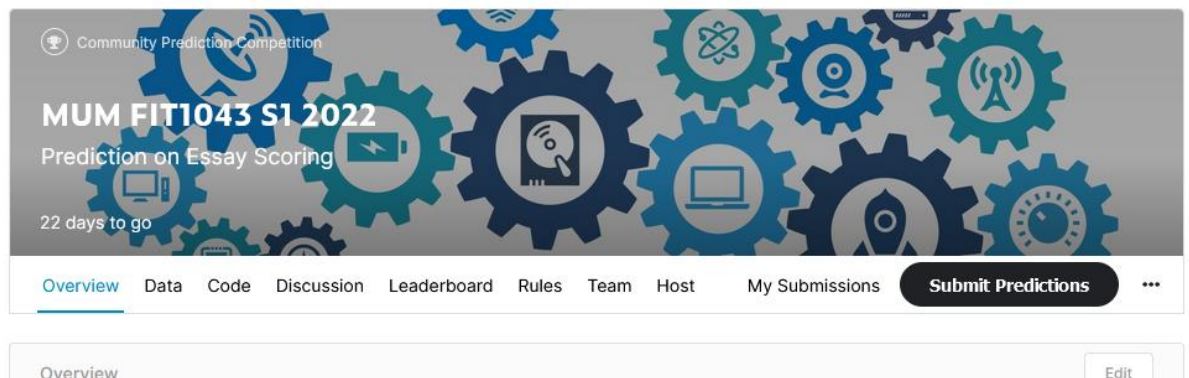 Community Prediction Competition
MUM FIT1043 S1 2022
Prediction on Essay Scoring
22 days to go
Overview Data Code Discussion Leaderboard Rules Team Host My Submissions Submit Predictions •••
Overview Edit